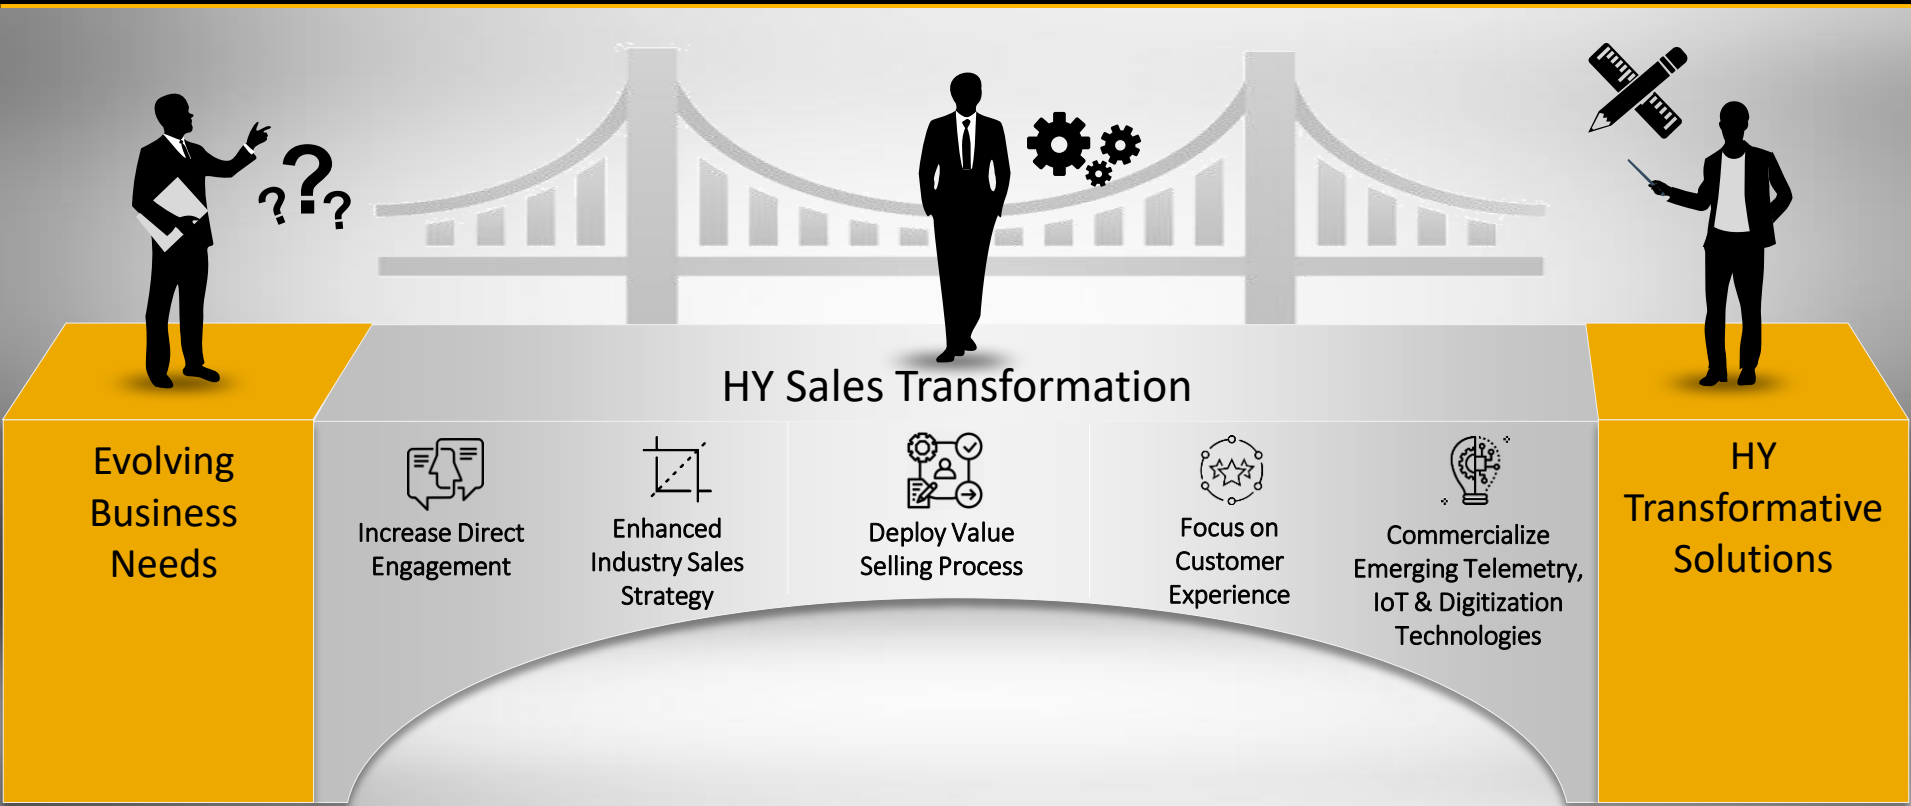 HY Sales Transformation
Evolving
Business
Needs
Increase Direct
Engagement
Enhanced
Industry Sales
Strategy
Deploy Value
Selling Process
Focus on
Customer
Experience
Commercialize
Emerging Telemetry,
IoT & Digitization
Technologies
HY
Transformative
Solutions
???